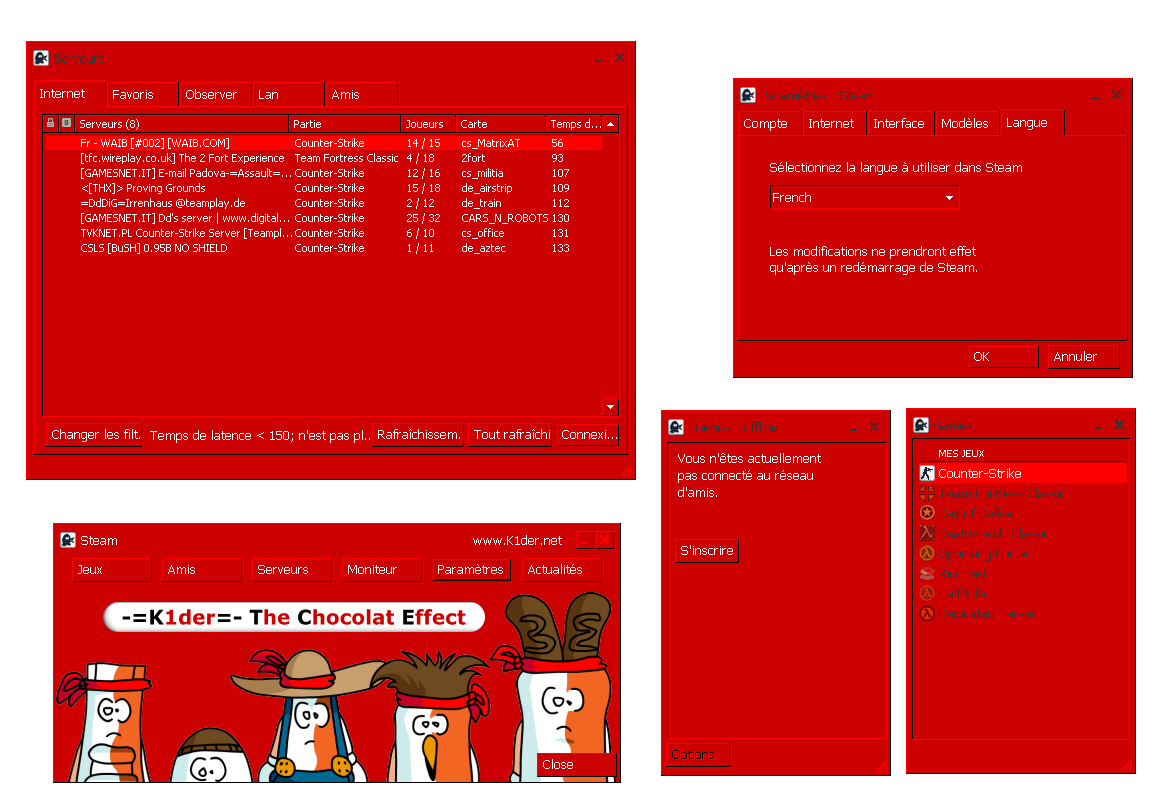 Serveurs
Internet Favoris Observer Lan Amis
Serveurs (8) Partie Joueurs Carte Temps d...
Fr - WAIB [#002] [WAIB.COM] Counter-Strike 14 / 15 cs_MatrixAT 56
[tfc.wireplay.co.uk] The 2 Fort Experience Team Fortress Classic 4 / 18 2fort 93
[GAMESNET.IT] E-mail Padova-=Assault=... Counter-Strike 12 / 16 cs_militia 107
<[THX]> Proving Grounds Counter-Strike 15 / 18 de_airstrip 109
=DdDiG=Irrenhaus @teamplay.de Counter-Strike 2 / 12 de_train 112
[GAMESNET.IT] Dd's server | www.digital... Counter-Strike 25 / 32 CARS_N_ROBOTS 130
TVKNET.PL Counter-Strike Server [Teampl... Counter-Strike 6 / 10 cs_office 131
CSLS [BuSH] 0.95B NO SHIELD Counter-Strike 1 / 11 de_aztec 133
Changer les filt. Temps de latence < 150; n'est pas pl.. Rafraîchissem. Tout rafraîchi Connexi...
Paramètres - Steam
Compte Internet Interface Modèles Langue
Sélectionnez la langue à utiliser dans Steam
French
Les modifications ne prendront effet
qu'après un redémarrage de Steam.
OK Annuler
Steam www.K1der.net
Jeux Amis Serveurs Moniteur Paramètres Actualités
-=K1der=- The Chocolat Effect
Close
Friends - Offline
Vous n'êtes actuellement
pas connecté au réseau
d'amis.
S'inscrire
Options
Games
MES JEUX
Counter-Strike
Team Fortress Classic
Day of Defeat
Deathmatch Classic
Opposing Force
Ricochet
Half-Life
Dedicated Server